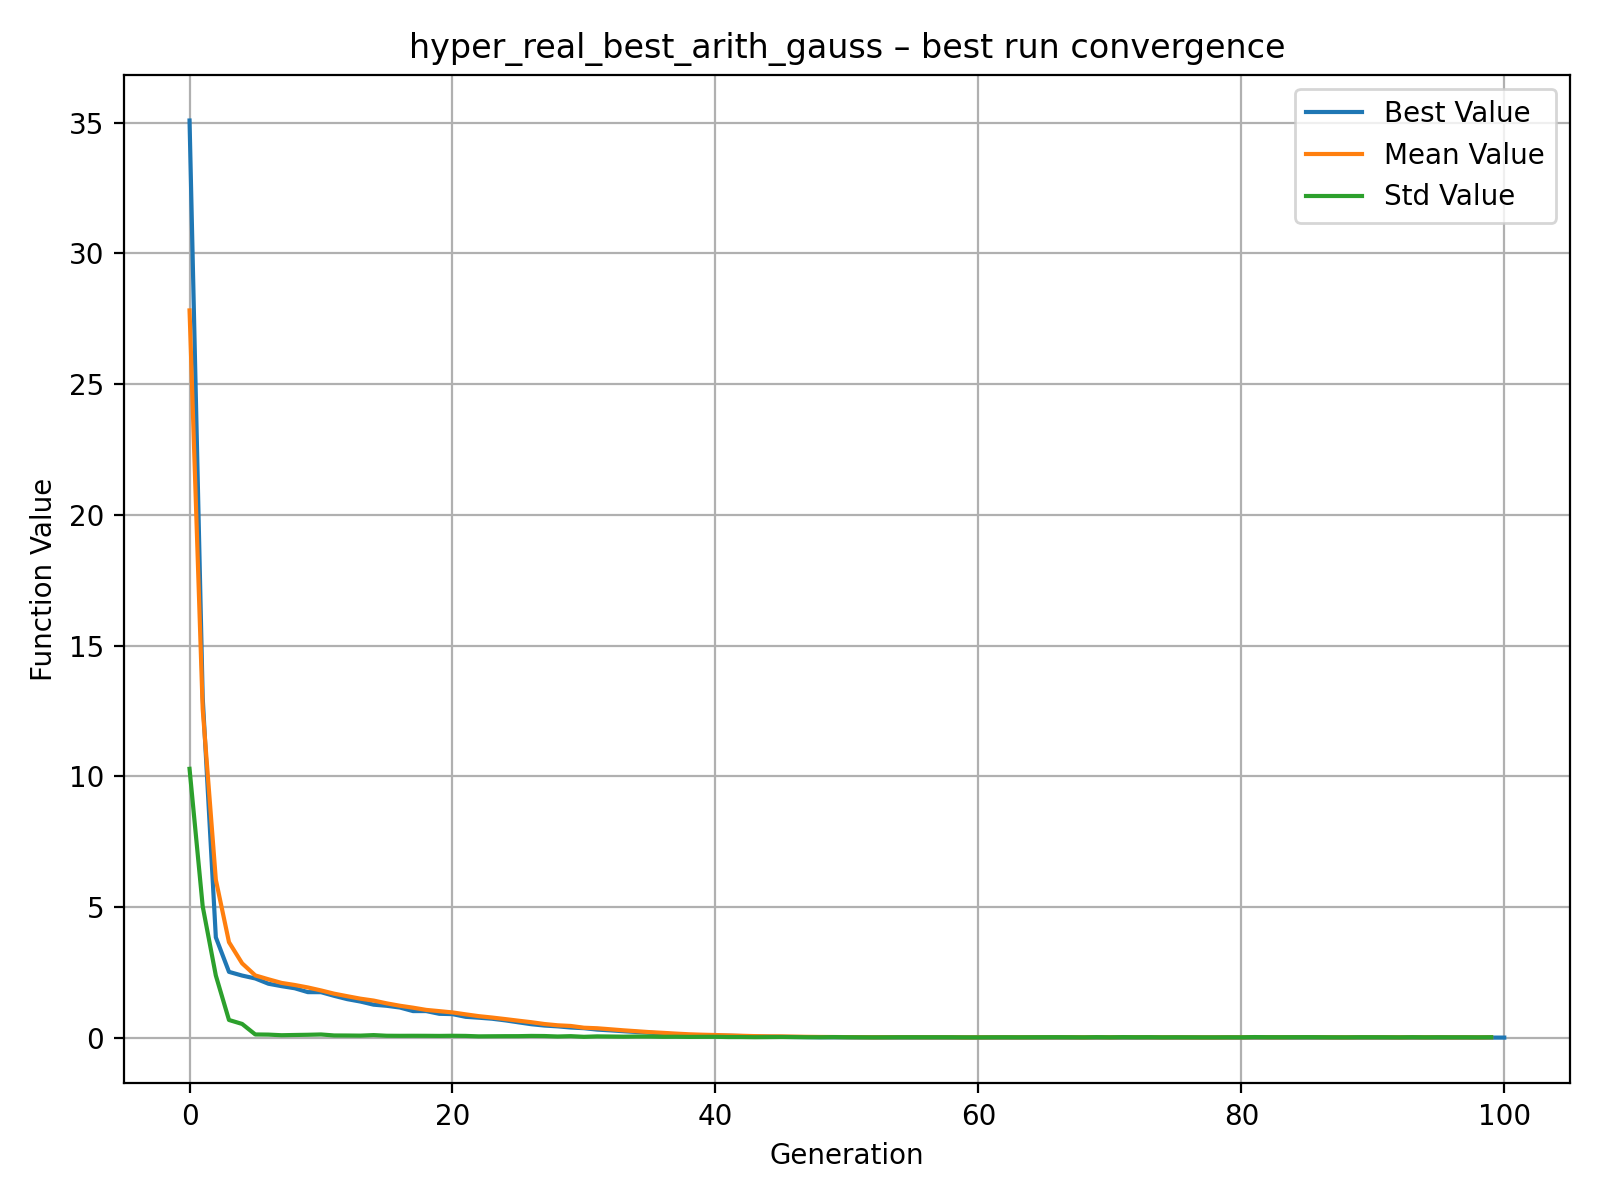 hyper_real_best_arith_gauss – best run convergence
Best Value
Mean Value
Std Value
Function Value
35
30
25
20
15
10
5
0
0 20 40 60 80 100
Generation